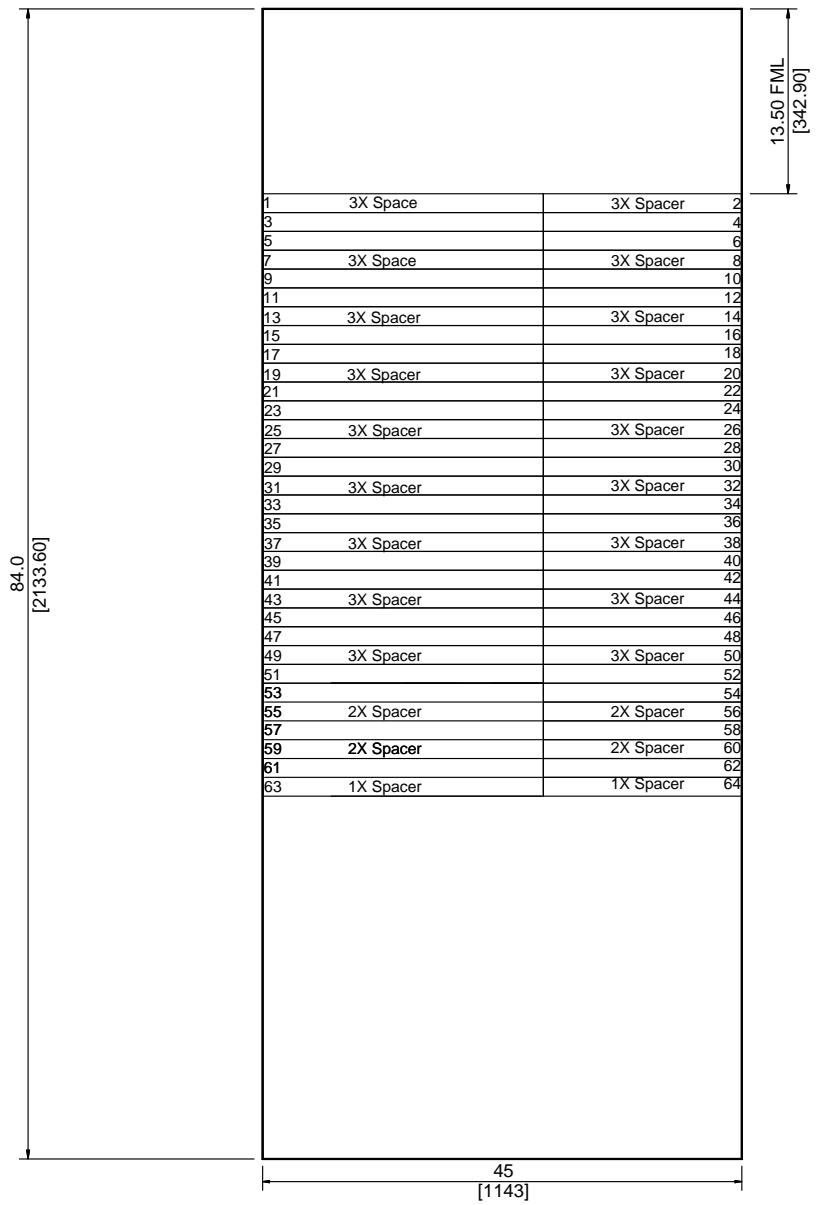 13.50 FML
[342.90]
1 3X Space 3X Spacer 2
3 4
5 6
7 3X Space 3X Spacer 8
9 10
11 12
13 3X Spacer 3X Spacer 14
15 16
17 18
19 3X Spacer 3X Spacer 20
21 22
23 24
25 3X Spacer 3X Spacer 26
27 28
29 30
31 3X Spacer 3X Spacer 32
33 34
35 36
37 3X Spacer 3X Spacer 38
39 40
41 42
43 3X Spacer 3X Spacer 44
45 46
47 48
49 3X Spacer 3X Spacer 50
51 52
53 54
55 2X Spacer 2X Spacer 56
57 58
59 2X Spacer 2X Spacer 60
61 62
63 1X Spacer 1X Spacer 64
84.0
[2133.60]
45
[1143]